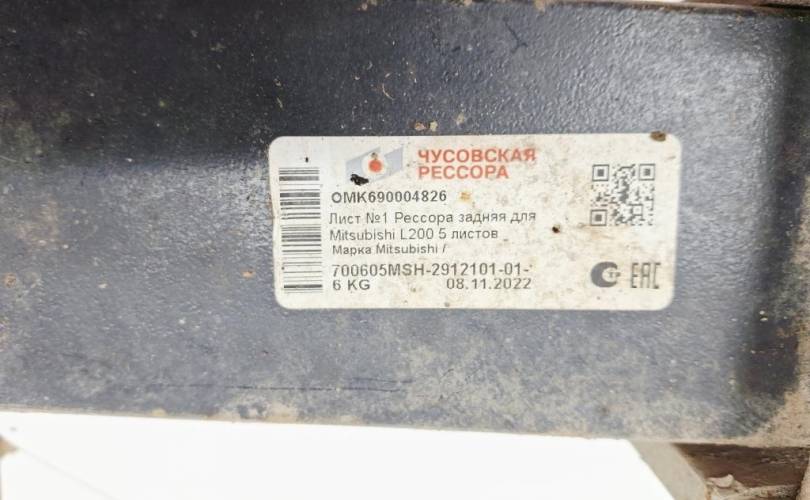 ЧУСОВСКАЯ
РЕССОРА
OMK690004826
Лист №1 Рессора задняя для
Mitsubishi L200 5 листов
Марка Mitsubishi /
700605MSH-2912101-01-
6 KG 08.11.2022
EAC